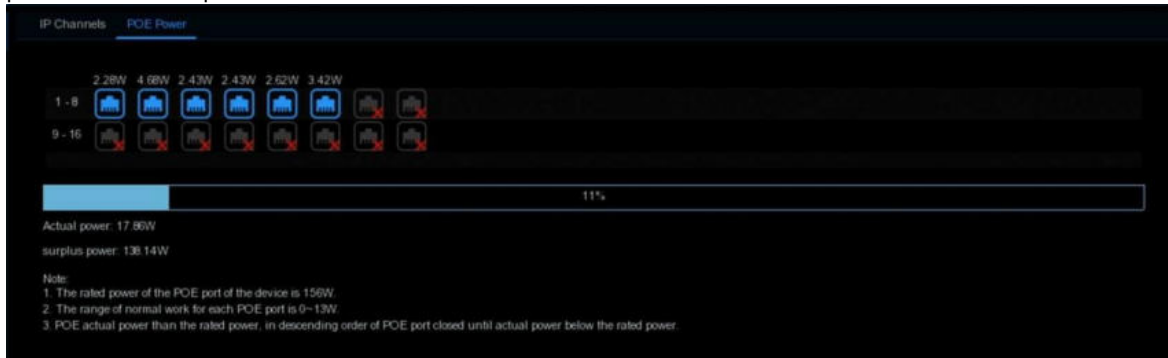 IP Channels POE Power
2.28W 4.68W 2.43W 2.43W 2.62W 3.42W
1 - 8
9 - 16
11%
Actual power: 17.86W
surplus power: 138.14W
Note:
1. The rated power of the POE port of the device is 156W.
2. The range of normal work for each POE port is 0~13W.
3. POE actual power than the rated power, in descending order of POE port closed until actual power below the rated power.